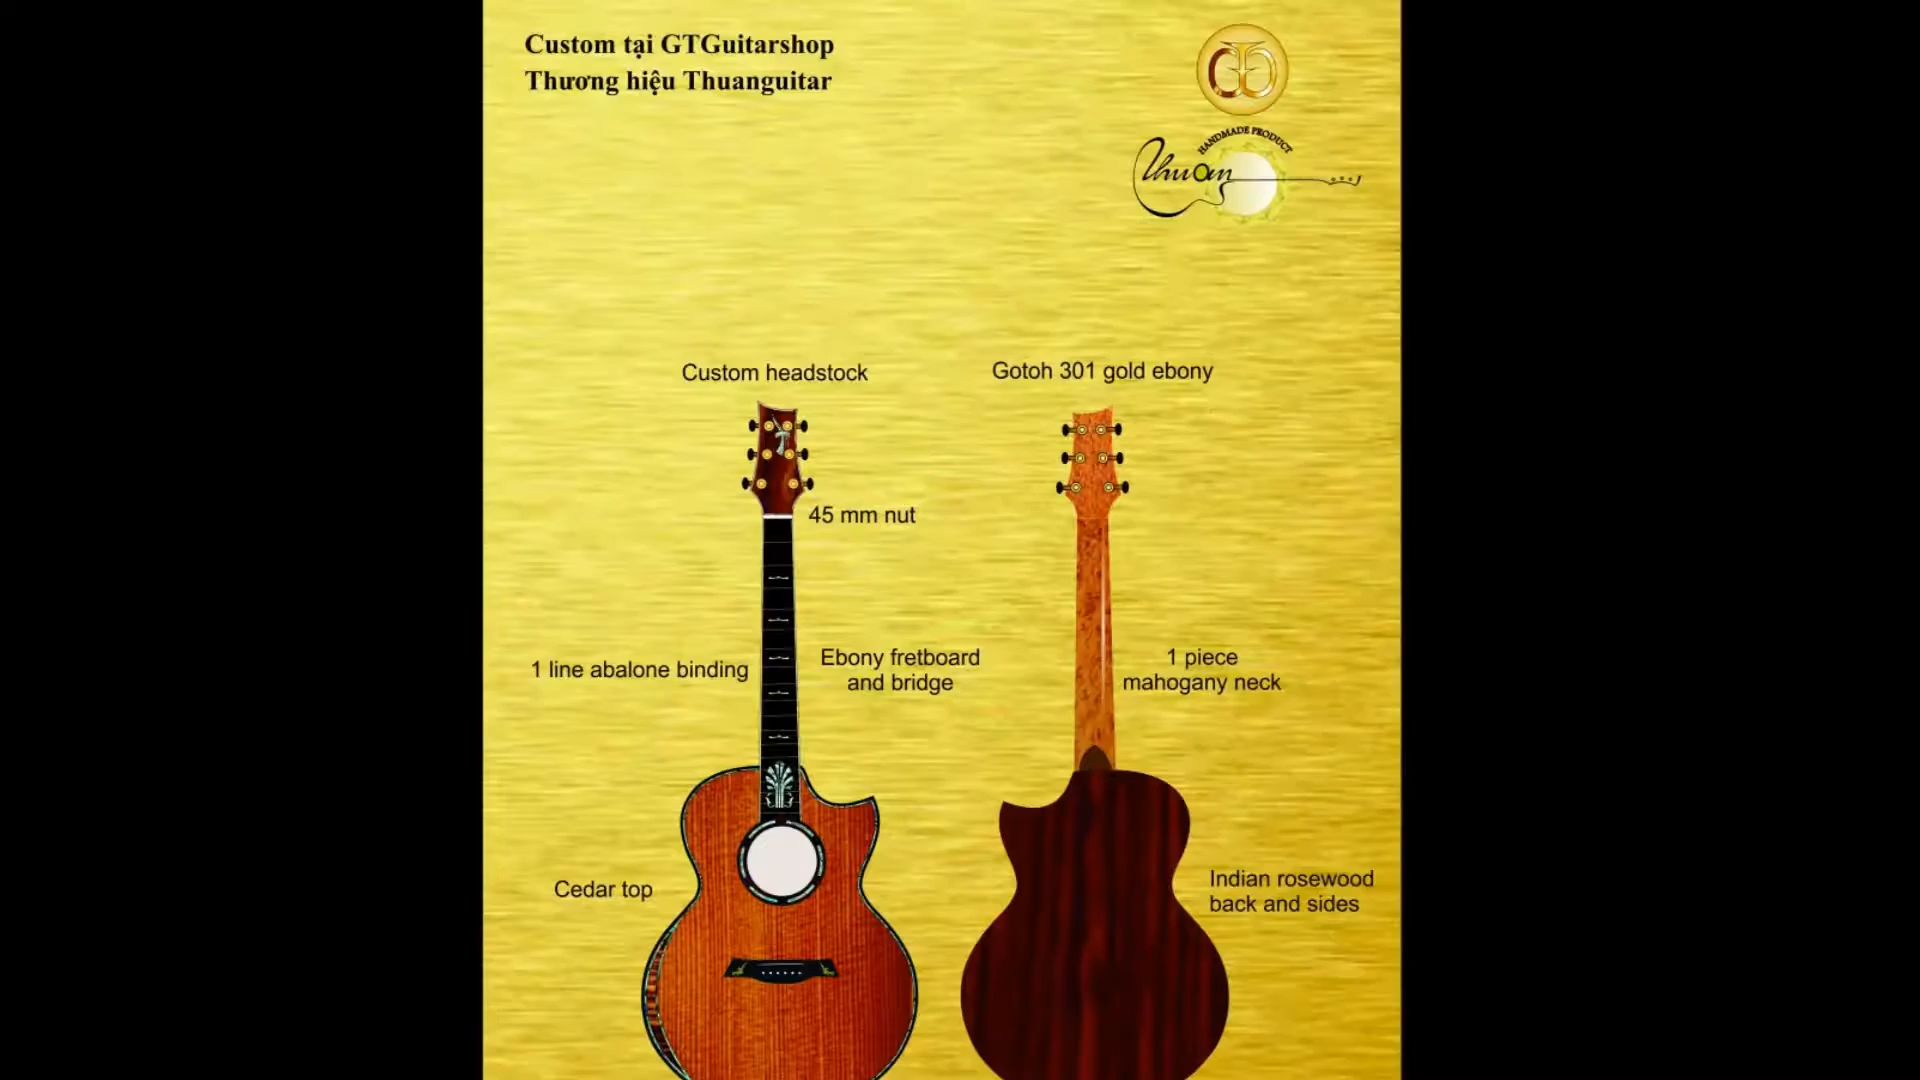 Custom tại GTGuitarshop
Thương hiệu Thuanguitar
HANDMADE PRODUCT
Thuan
Custom headstock
Gotoh 301 gold ebony
45 mm nut
1 line abalone binding
Ebony fretboard
and bridge
1 piece
mahogany neck
Cedar top
Indian rosewood
back and sides